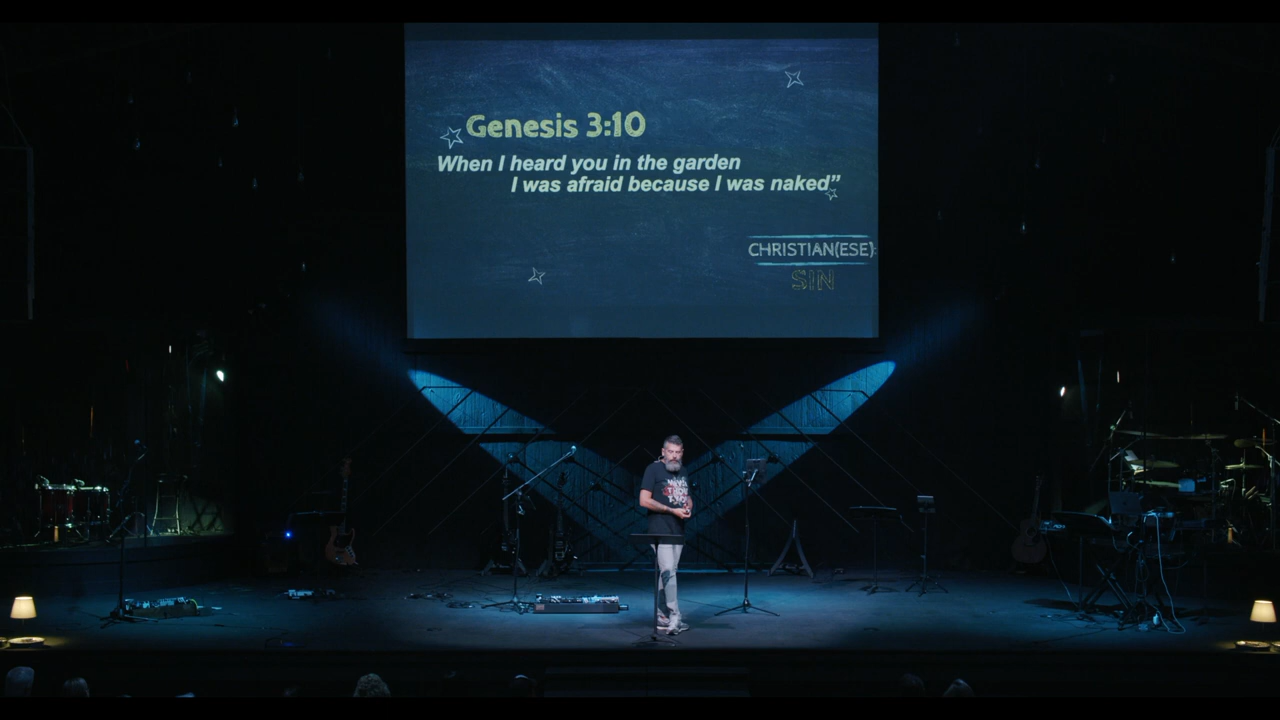 Genesis 3:10
When I heard you in the garden
I was afraid because I was naked”
CHRISTIAN(ESE):
SIN